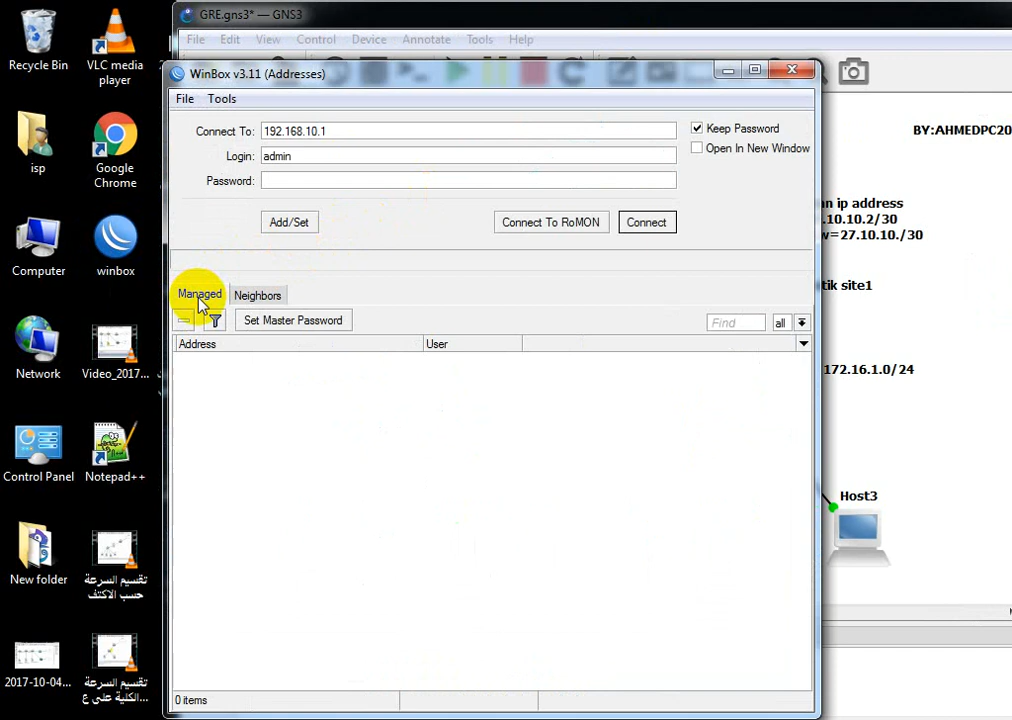 Recycle Bin
VLC media
player
isp
Google
Chrome
Computer
winbox
Network
Video_2017...
Control Panel
Notepad++
New folder
تقسيم السرعة
حسب الاكتف
2017-10-04...
تقسيم السرعة
الكلية على ع...
GRE.gns3* — GNS3
File Edit View Control Device Annotate Tools Help
WinBox v3.11 (Addresses)
File Tools
Connect To: 192.168.10.1
Keep Password
Login: admin
Open In New Window
Password:
Add/Set Connect To RoMON Connect
Managed Neighbors
Set Master Password Find all
Address User
0 items
BY:AHMEDPC20
an ip address
.10.10.2/30
w=27.10.10./30
tik site1
172.16.1.0/24
Host3